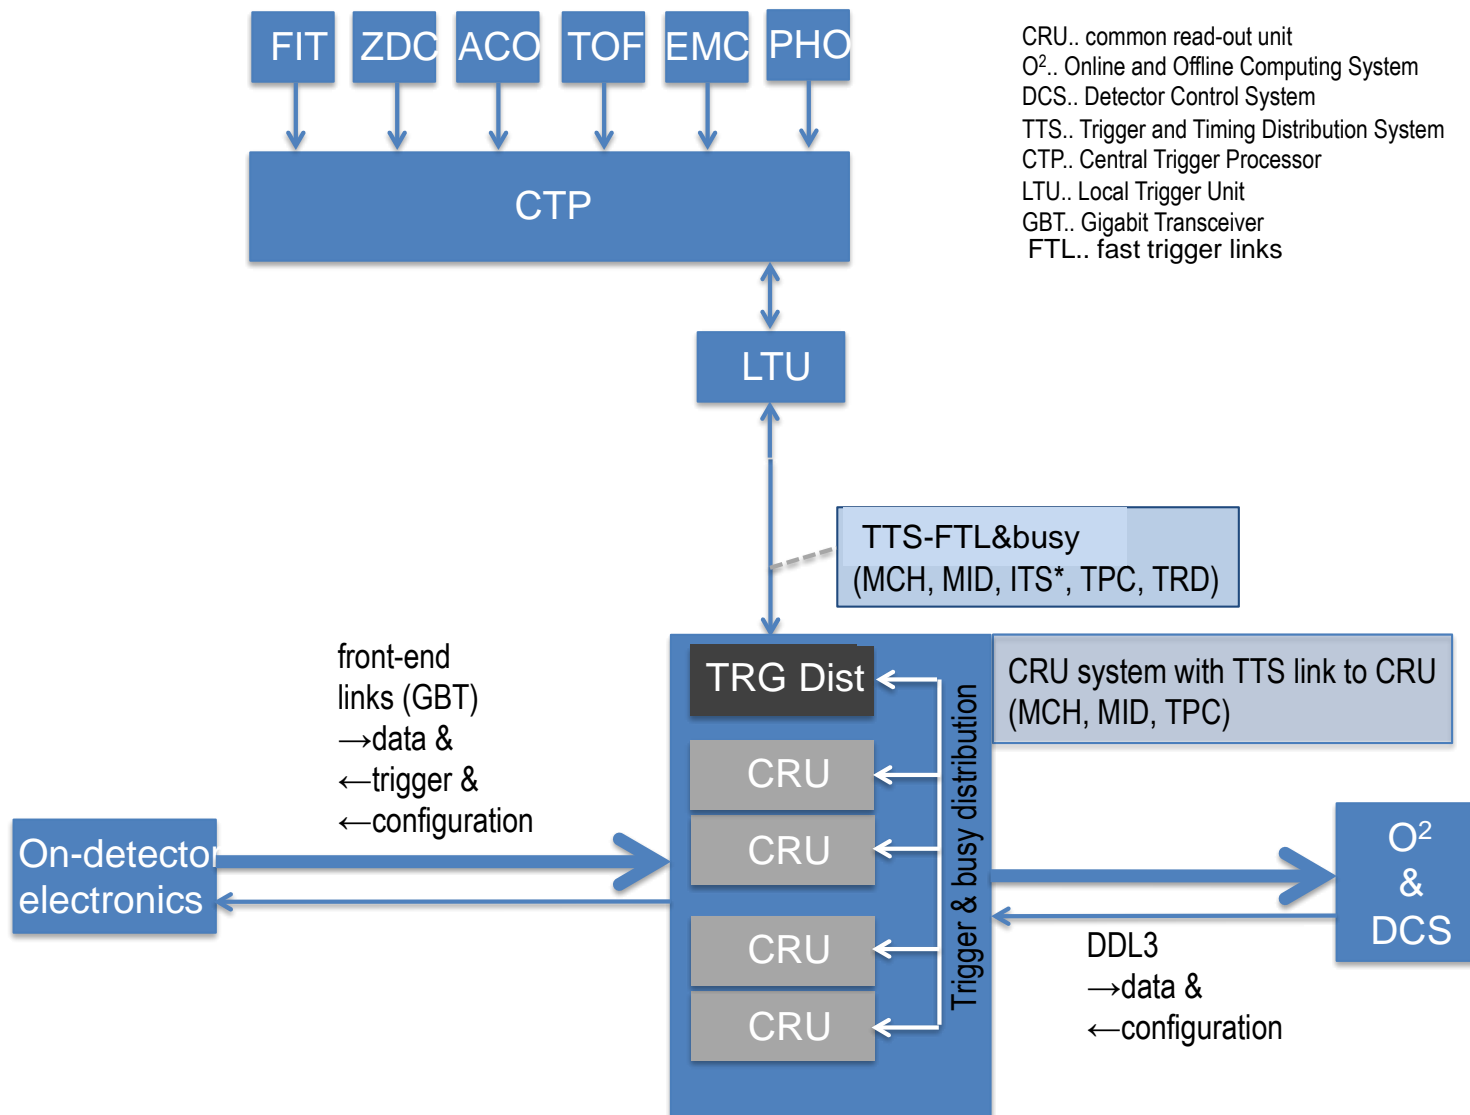 FIT ZDC ACO TOF EMC PHO
CRU.. common read-out unit
O².. Online and Offline Computing System
DCS.. Detector Control System
TTS.. Trigger and Timing Distribution System
CTP.. Central Trigger Processor
LTU.. Local Trigger Unit
GBT.. Gigabit Transceiver
FTL.. fast trigger links
CTP
LTU
TTS-FTL&busy
(MCH, MID, ITS*, TPC, TRD)
front-end
links (GBT)
→data &
←trigger &
←configuration
TRG Dist
CRU
CRU
CRU
CRU
Trigger & busy distribution
CRU system with TTS link to CRU
(MCH, MID, TPC)
On-detector
electronics
O²
&
DCS
DDL3
→data &
←configuration